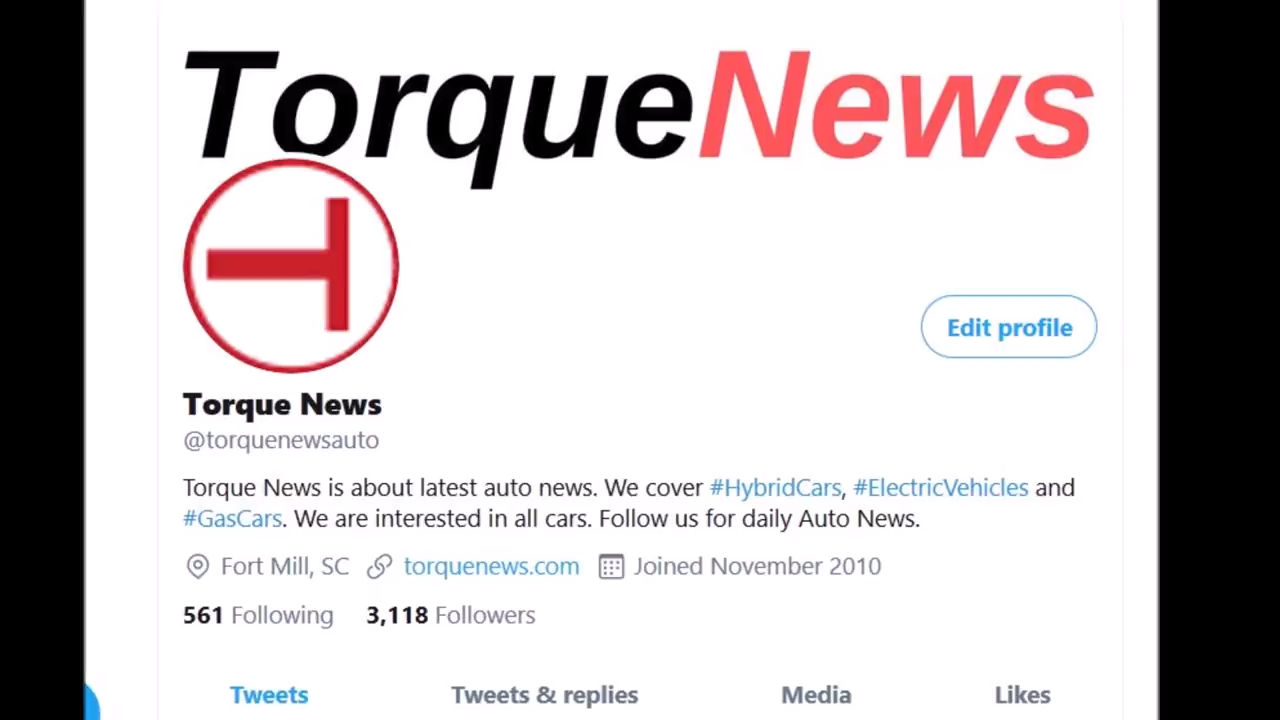 TorqueNews
T
Edit profile
Torque News
@torquenewsauto
Torque News is about latest auto news. We cover #HybridCars, #ElectricVehicles and
#GasCars. We are interested in all cars. Follow us for daily Auto News.
Fort Mill, SC torquenews.com Joined November 2010
561 Following 3,118 Followers
Tweets Tweets & replies Media Likes